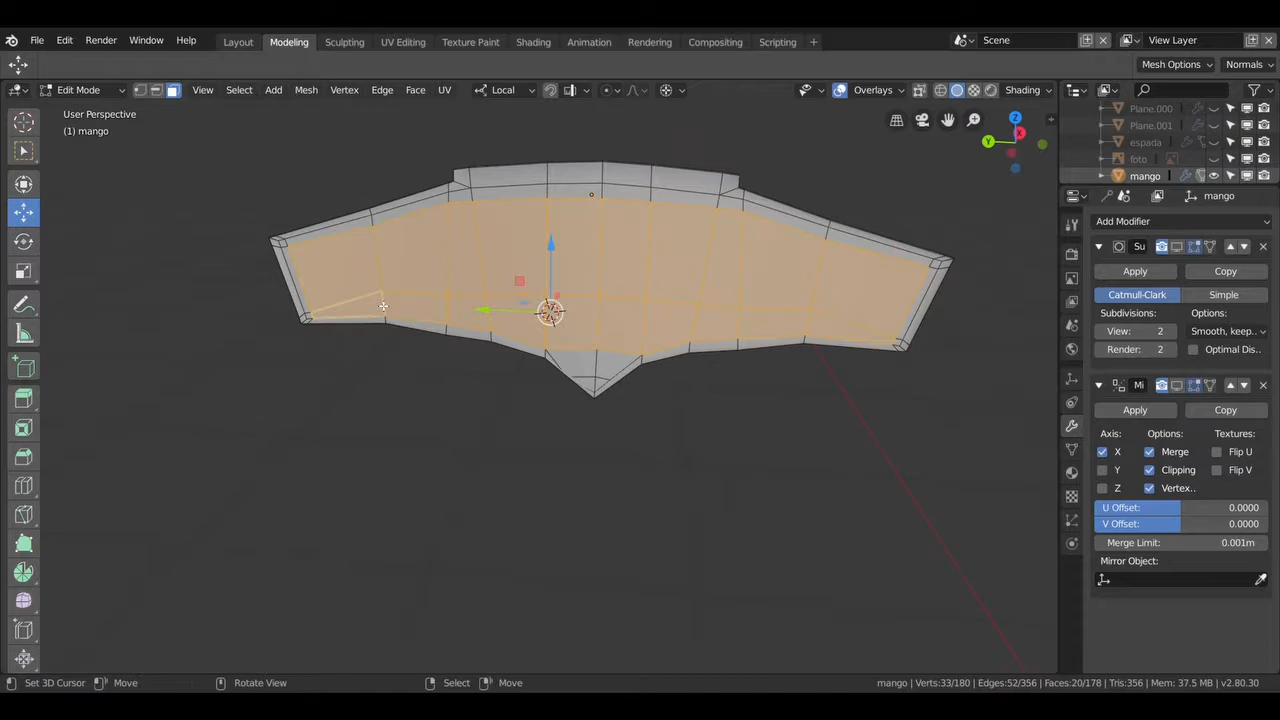 File Edit Render Window Help Layout Modeling Sculpting UV Editing Texture Paint Shading Animation Rendering Compositing Scripting + Scene View Layer
Mesh Options Normals
Edit Mode View Select Add Mesh Vertex Edge Face UV Local Overlays Shading
User Perspective
(1) mango
Z
Y
X
Plane.000
Plane.001
espada
foto
mango
mango
Add Modifier
Su
Apply Copy
Catmull-Clark Simple
Subdivisions: Options:
View: 2 Smooth, keep..
Render: 2 Optimal Dis..
Mi
Apply Copy
Axis: Options: Textures:
X Merge Flip U
Y Clipping Flip V
Z Vertex..
U Offset: 0.0000
V Offset: 0.0000
Merge Limit: 0.001m
Mirror Object:
Set 3D Cursor Move Rotate View Select Move mango | Verts:33/180 | Edges:52/356 | Faces:20/178 | Tris:356 | Mem: 37.5 MB | v2.80.30